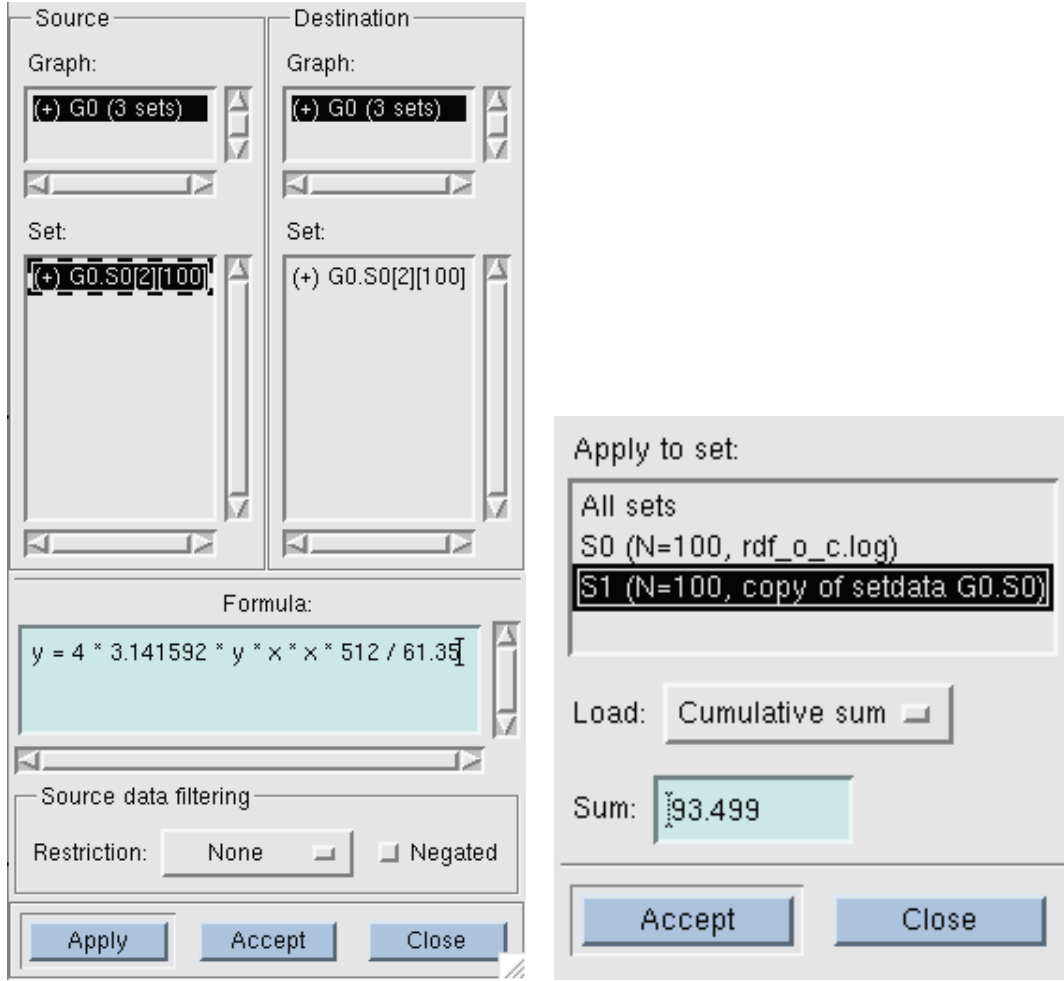 Source
Graph:
(+) G0 (3 sets)
Set:
(+) G0.S0[2][100]
Destination
Graph:
(+) G0 (3 sets)
Set:
(+) G0.S0[2][100]
Formula:
y = 4 * 3.141592 * y * x * x * 512 / 61.35
Source data filtering
Restriction: None Negated
Apply Accept Close
Apply to set:
All sets
S0 (N=100, rdf_o_c.log)
S1 (N=100, copy of setdata G0.S0)
Load: Cumulative sum
Sum: 93.499
Accept Close